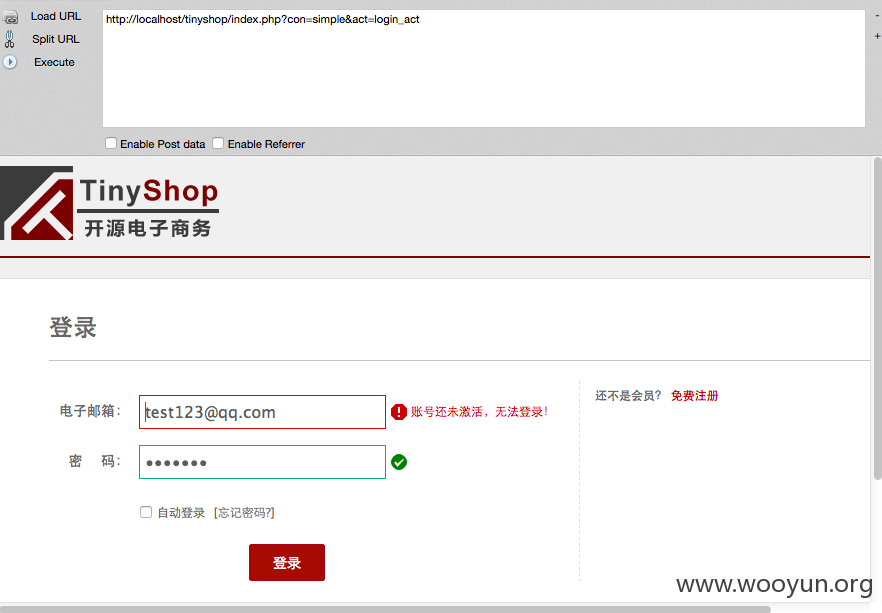 Load URL
http://localhost/tinyshop/index.php?con=simple&act=login_act
-
Split URL
+
Execute
Enable Post data
Enable Referrer
TinyShop
开源电子商务
登录
电子邮箱：
test123@qq.com
账号还未激活，无法登录！
还不是会员？ 免费注册
密 码：
•••••••
自动登录 [忘记密码?]
登录
www.wooyun.org